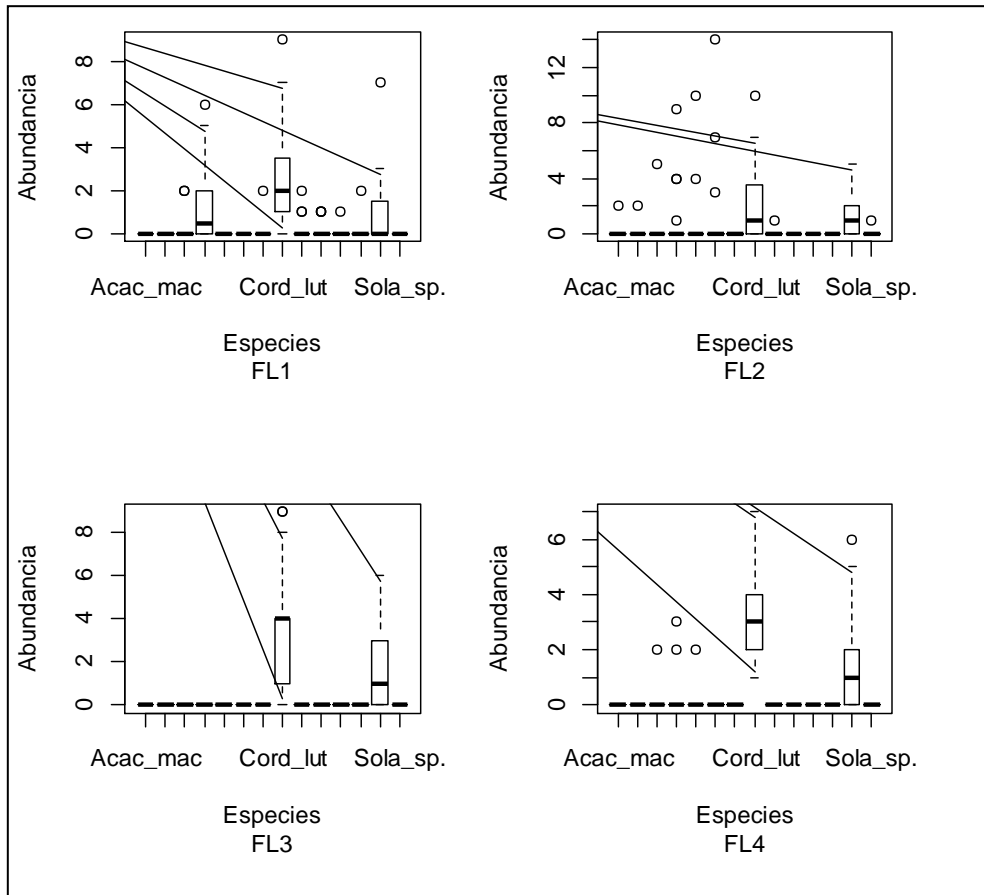 Abundancia
8
6
4
2
0
Acac_mac Cord_lut Sola_sp.
Especies
FL1
Abundancia
12
8
4
0
Acac_mac Cord_lut Sola_sp.
Especies
FL2
Abundancia
8
6
4
2
0
Acac_mac Cord_lut Sola_sp.
Especies
FL3
Abundancia
6
4
2
0
Acac_mac Cord_lut Sola_sp.
Especies
FL4